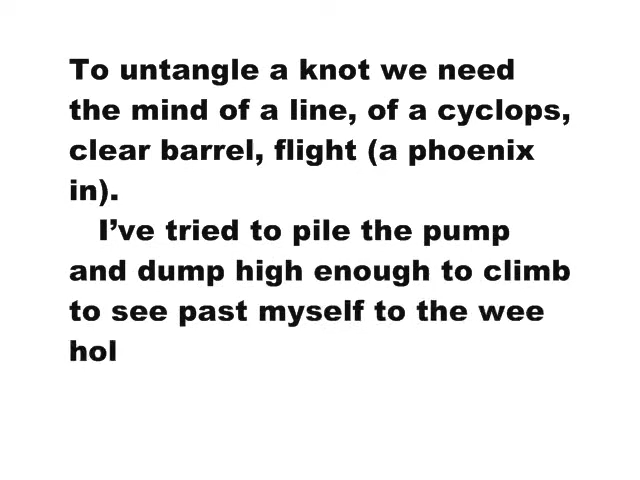 To untangle a knot we need
the mind of a line, of a cyclops,
clear barrel, flight (a phoenix
in).
I’ve tried to pile the pump
and dump high enough to climb
to see past myself to the wee
hol